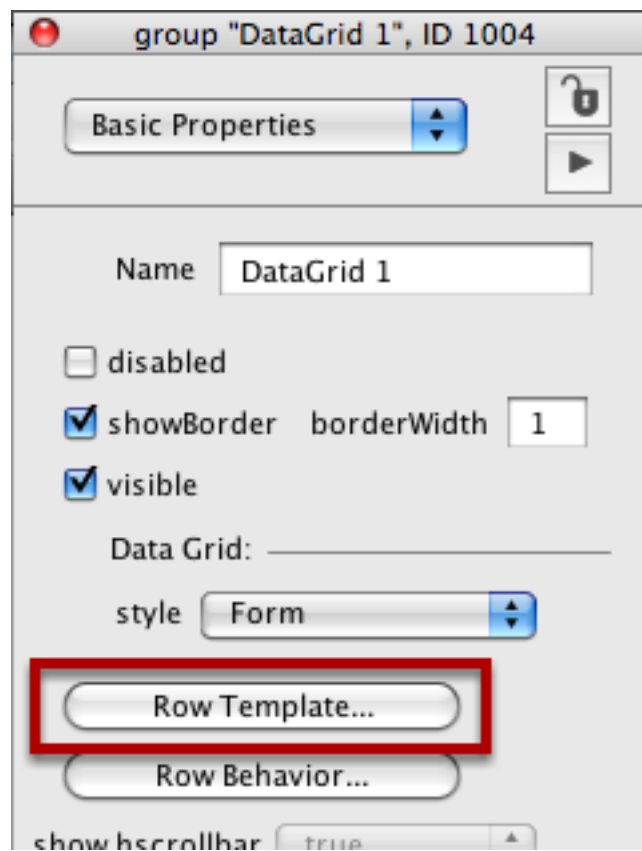 group "DataGrid 1", ID 1004
Basic Properties
Name DataGrid 1
disabled
showBorder borderWidth 1
visible
Data Grid:
style Form
Row Template...
Row Behavior...
show hscrollbar true